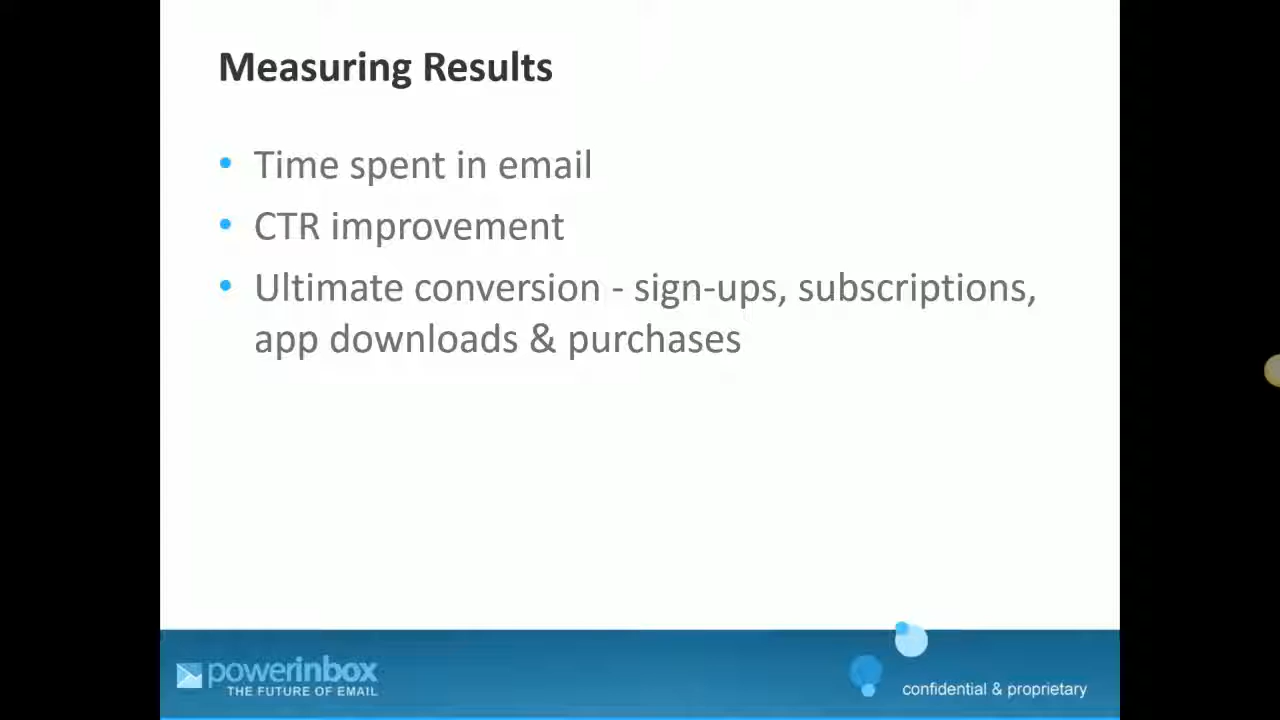 Measuring Results
• Time spent in email
• CTR improvement
• Ultimate conversion - sign-ups, subscriptions,
app downloads & purchases
powerinbox
THE FUTURE OF EMAIL
confidential & proprietary